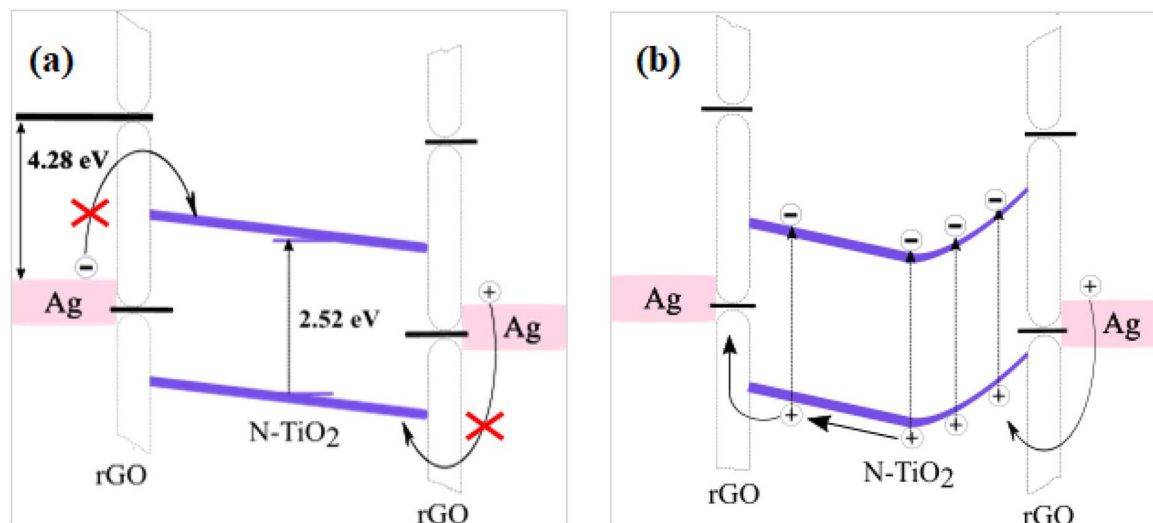 (a)
4.28 eV
Ag
2.52 eV
Ag
N-TiO2
rGO
rGO
(b)
Ag
Ag
N-TiO2
rGO
rGO